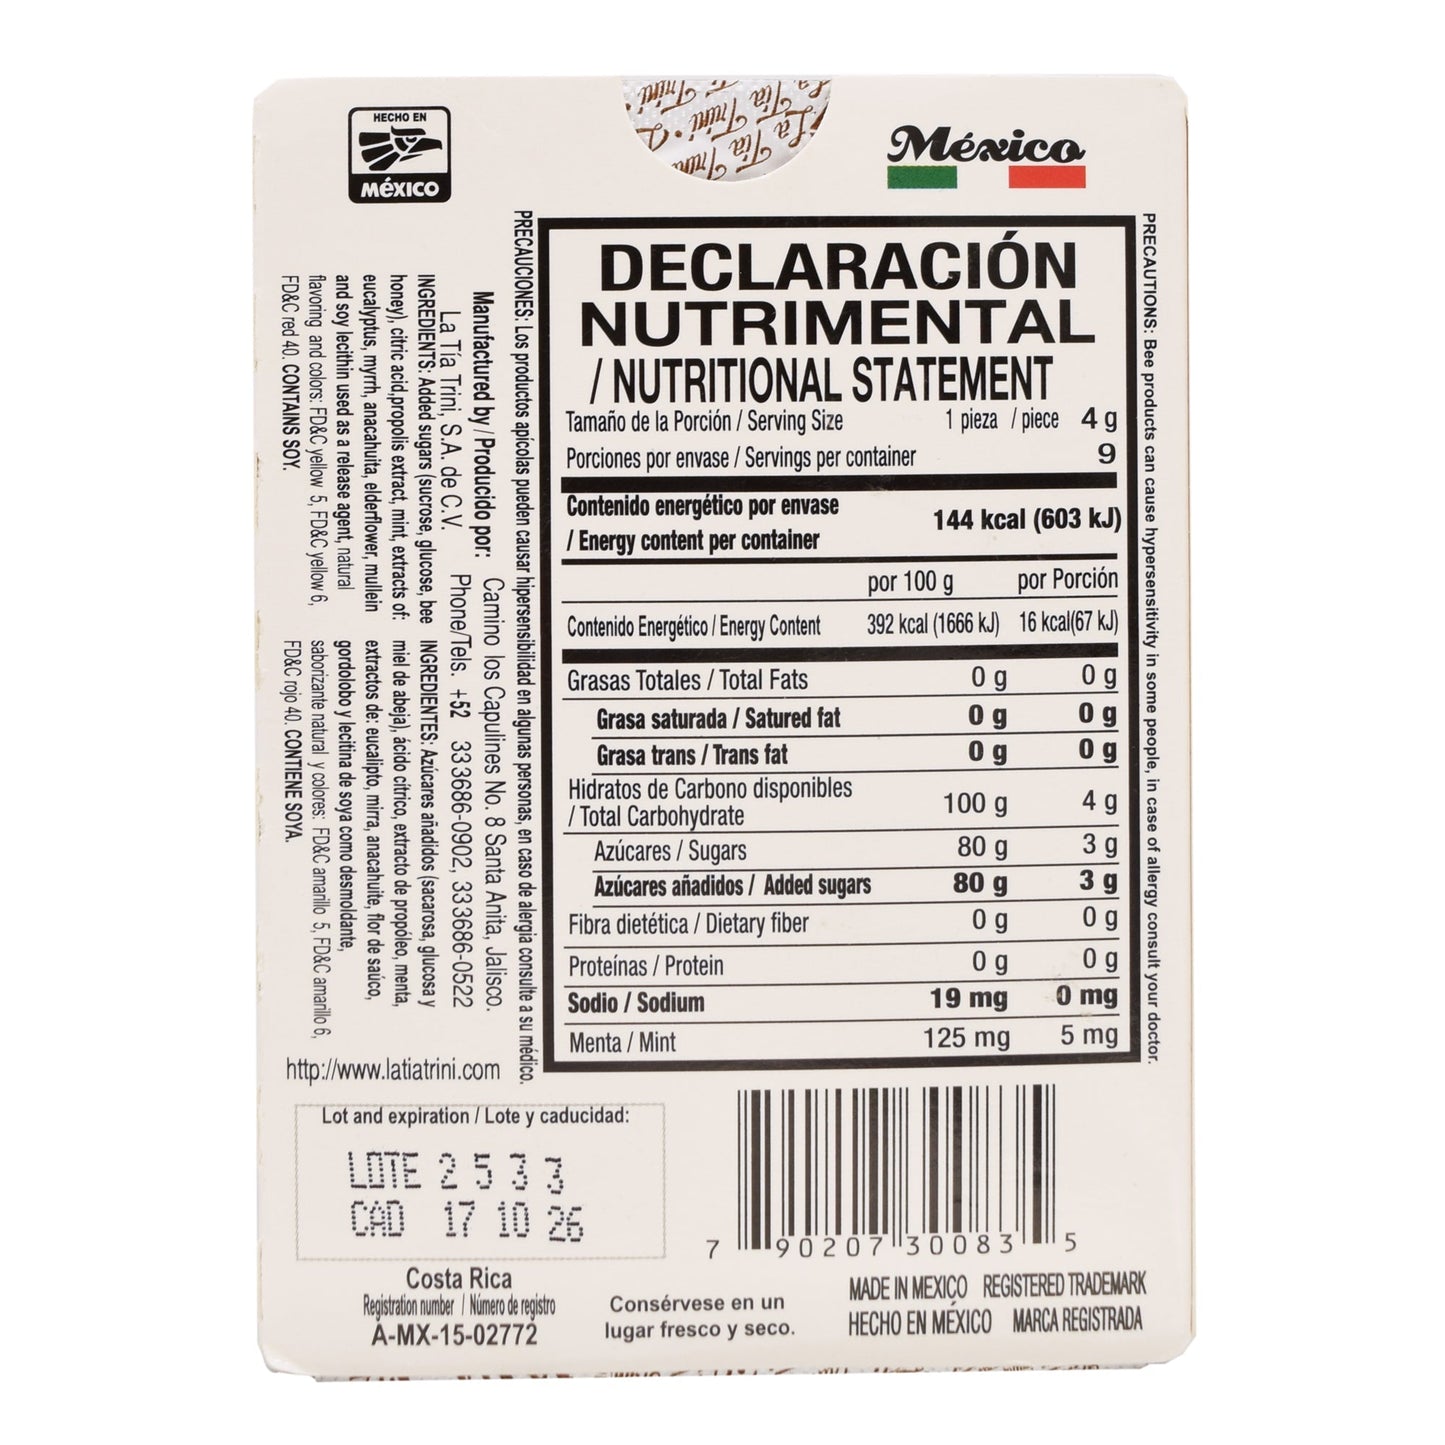 HECHO EN
MÉXICO
La Tía Trini
México
DECLARACIÓN
NUTRIMENTAL
/ NUTRITIONAL STATEMENT
Tamaño de la Porción / Serving Size 1 pieza / piece 4 g
Porciones por envase / Servings per container 9
Contenido energético por envase
/ Energy content per container 144 kcal (603 kJ)
por 100 g por Porción
Contenido Energético / Energy Content 392 kcal (1666 kJ) 16 kcal(67 kJ)
Grasas Totales / Total Fats 0 g 0 g
Grasa saturada / Satured fat 0 g 0 g
Grasa trans / Trans fat 0 g 0 g
Hidratos de Carbono disponibles
/ Total Carbohydrate 100 g 4 g
Azúcares / Sugars 80 g 3 g
Azúcares añadidos / Added sugars 80 g 3 g
Fibra dietética / Dietary fiber 0 g 0 g
Proteínas / Protein 0 g 0 g
Sodio / Sodium 19 mg 0 mg
Menta / Mint 125 mg 5 mg
PRECAUTIONS: Bee products can cause hypersensitivity in some people, in case of allergy consult your doctor.
PRECAUCIONES: Los productos apícolas pueden causar hipersensibilidad en algunas personas, en caso de alergia consulte a su médico.
Manufactured by / Producido por: Camino los Capulines No. 8 Santa Anita, Jalisco.
La Tía Trini, S.A. de C.V. Phone/Tels. +52 333686-0902, 333686-0522
INGREDIENTS: Added sugars (sucrose, glucose, bee
honey), citric acid,propolis extract, mint, extracts of:
eucalyptus, myrrh, anacahuita, elderflower, mullein
and soy lecithin used as a release agent, natural
flavoring and colors: FD&C yellow 5, FD&C yellow 6,
FD&C red 40. CONTAINS SOY.
INGREDIENTES: Azúcares añadidos (sacarosa, glucosa y
miel de abeja), ácido cítrico, extracto de propóleo, menta,
extractos de: eucalipto, mirra, anacahuite, flor de saúco,
gordolobo y lecitina de soya como desmoldante,
saborizante natural y colores: FD&C amarillo 5, FD&C amarillo 6,
FD&C rojo 40. CONTIENE SOYA.
http://www.latiatrini.com
Lot and expiration / Lote y caducidad:
LOTE 2533
CAD 17 10 26
7 90207 30083 5
Costa Rica
Registration number / Número de registro
A-MX-15-02772
Consérvese en un
lugar fresco y seco.
MADE IN MEXICO REGISTERED TRADEMARK
HECHO EN MÉXICO MARCA REGISTRADA